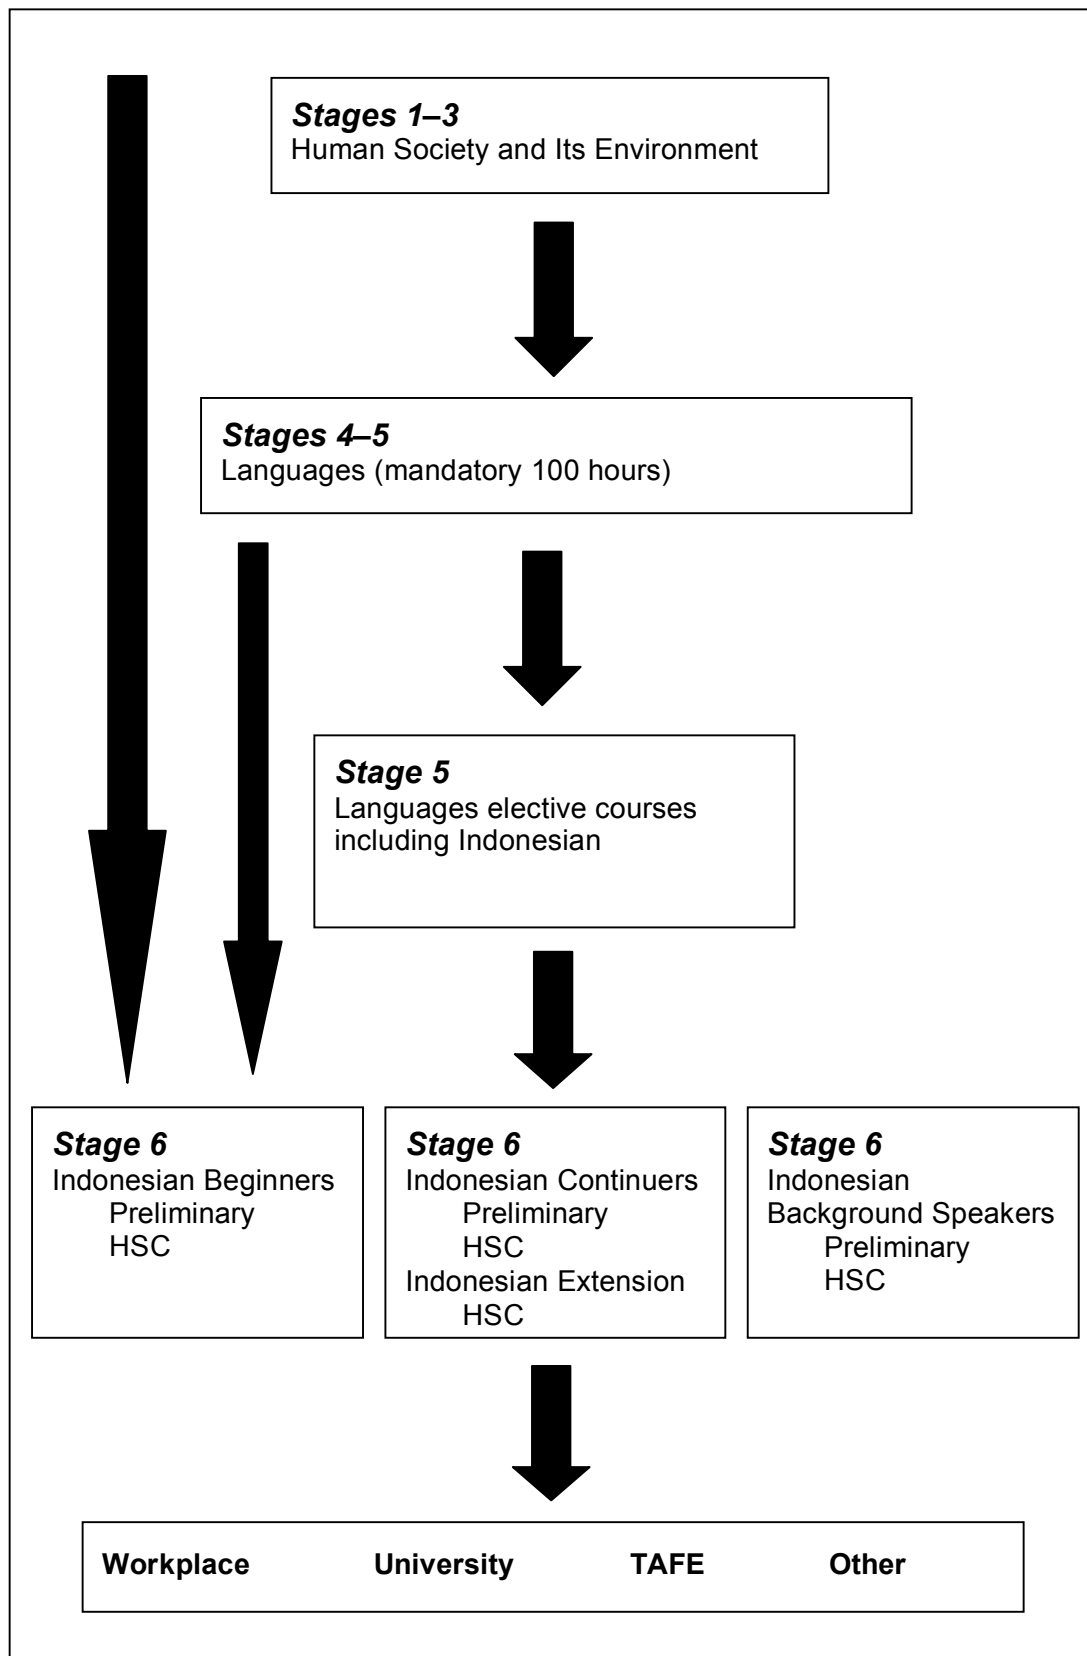 Stages 1–3
Human Society and Its Environment
Stages 4–5
Languages (mandatory 100 hours)
Stage 5
Languages elective courses
including Indonesian
Stage 6
Indonesian Beginners
Preliminary
HSC
Stage 6
Indonesian Continuers
Preliminary
HSC
Indonesian Extension
HSC
Stage 6
Indonesian
Background Speakers
Preliminary
HSC
Workplace University TAFE Other